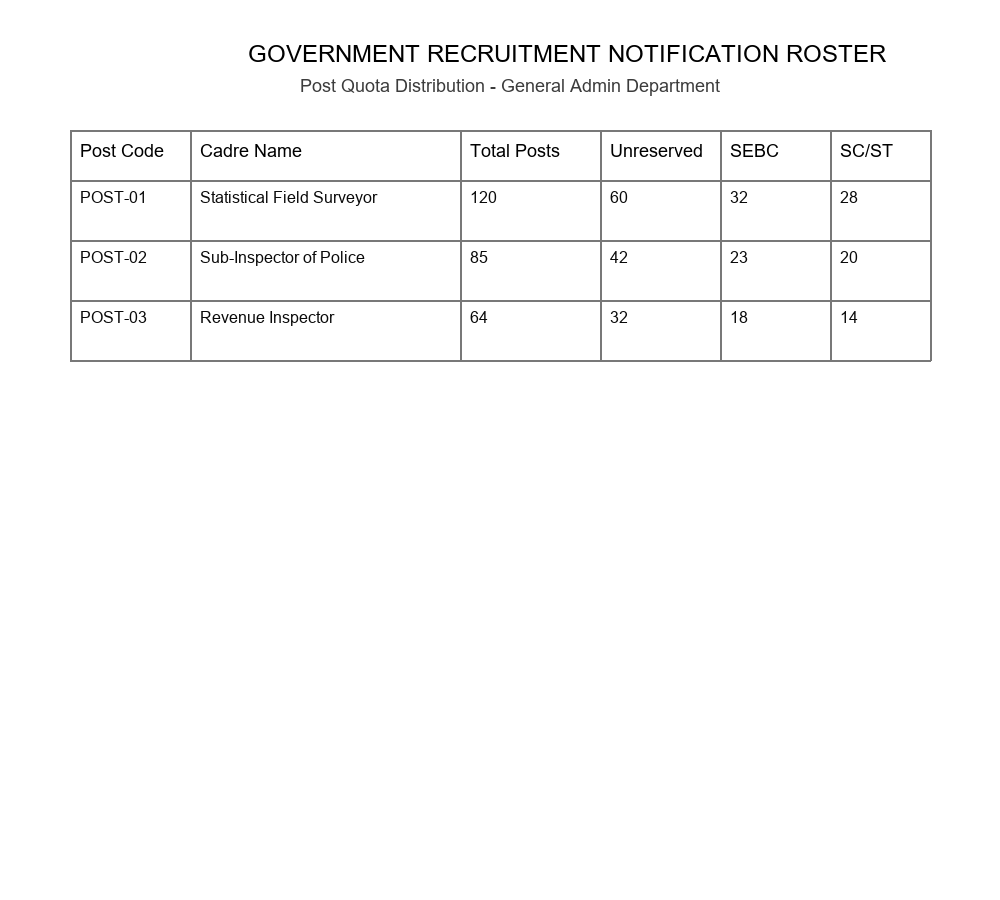 GOVERNMENT RECRUITMENT NOTIFICATION ROSTER
Post Quota Distribution - General Admin Department
Post Code Cadre Name Total Posts Unreserved SEBC SC/ST
POST-01 Statistical Field Surveyor 120 60 32 28
POST-02 Sub-Inspector of Police 85 42 23 20
POST-03 Revenue Inspector 64 32 18 14